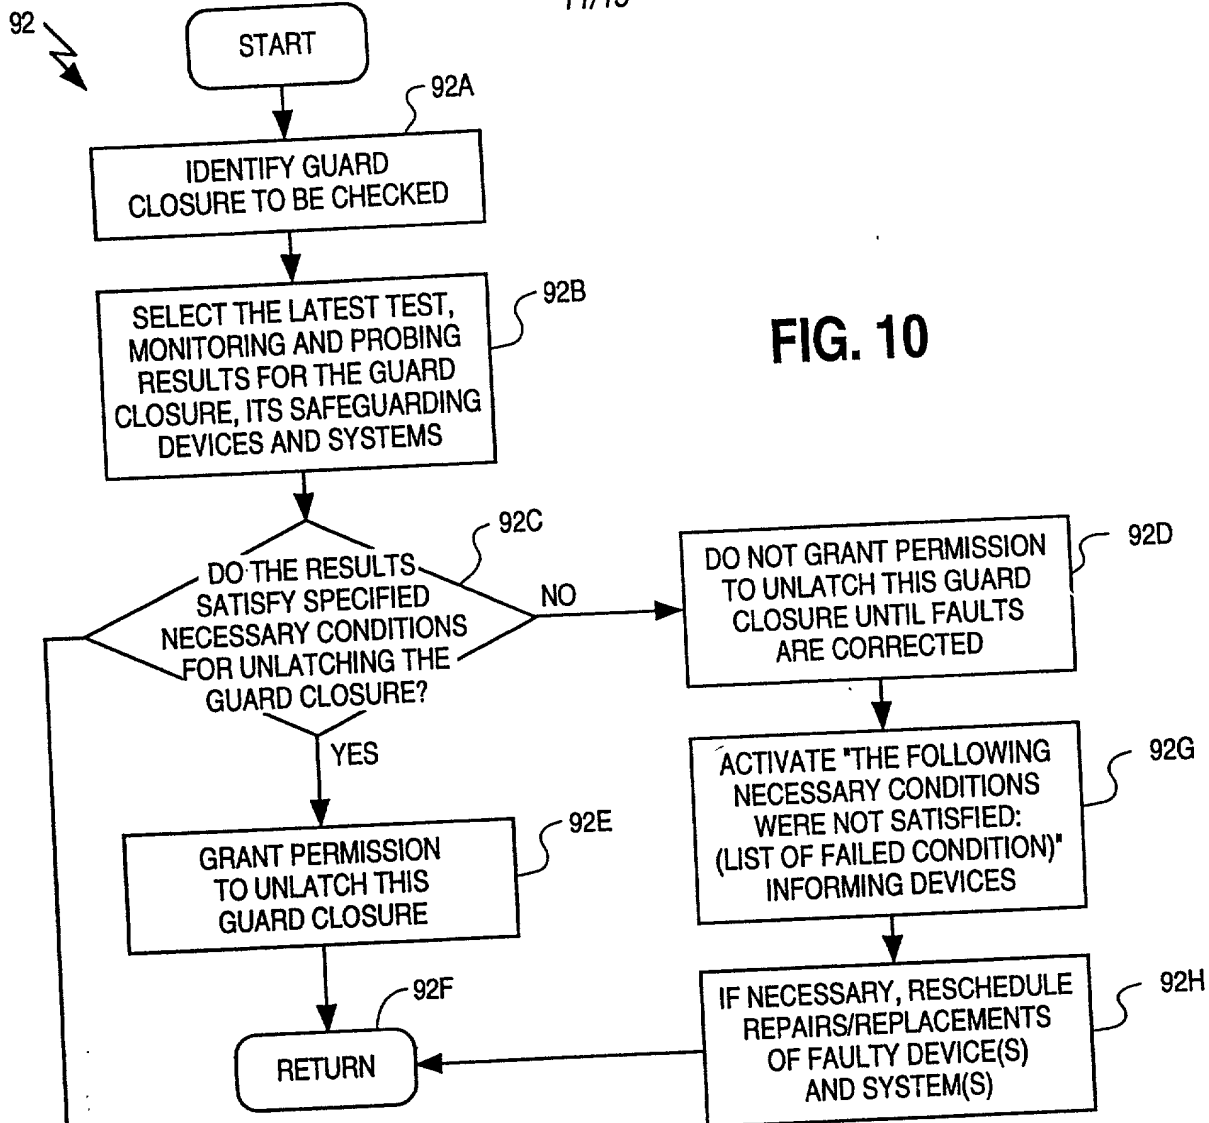 92
START
92A
IDENTIFY GUARD
CLOSURE TO BE CHECKED
92B
SELECT THE LATEST TEST,
MONITORING AND PROBING
RESULTS FOR THE GUARD
CLOSURE, ITS SAFEGUARDING
DEVICES AND SYSTEMS
FIG. 10
92C
DO THE RESULTS
SATISFY SPECIFIED
NECESSARY CONDITIONS
FOR UNLATCHING THE
GUARD CLOSURE?
NO
YES
92D
DO NOT GRANT PERMISSION
TO UNLATCH THIS GUARD
CLOSURE UNTIL FAULTS
ARE CORRECTED
92G
ACTIVATE "THE FOLLOWING
NECESSARY CONDITIONS
WERE NOT SATISFIED:
(LIST OF FAILED CONDITION)"
INFORMING DEVICES
92E
GRANT PERMISSION
TO UNLATCH THIS
GUARD CLOSURE
92F
RETURN
92H
IF NECESSARY, RESCHEDULE
REPAIRS/REPLACEMENTS
OF FAULTY DEVICE(S)
AND SYSTEM(S)